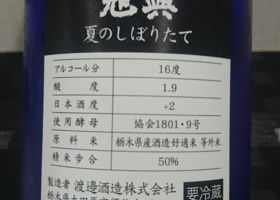 旭興
夏のしぼりたて
アルコール分 16度
酸度 1.9
日本酒度 +2
使用酵母 協会1801・9号
原料米 栃木県産酒造好適米 等外米
精米歩合 50%
製造者 渡邉酒造株式会社
要冷蔵